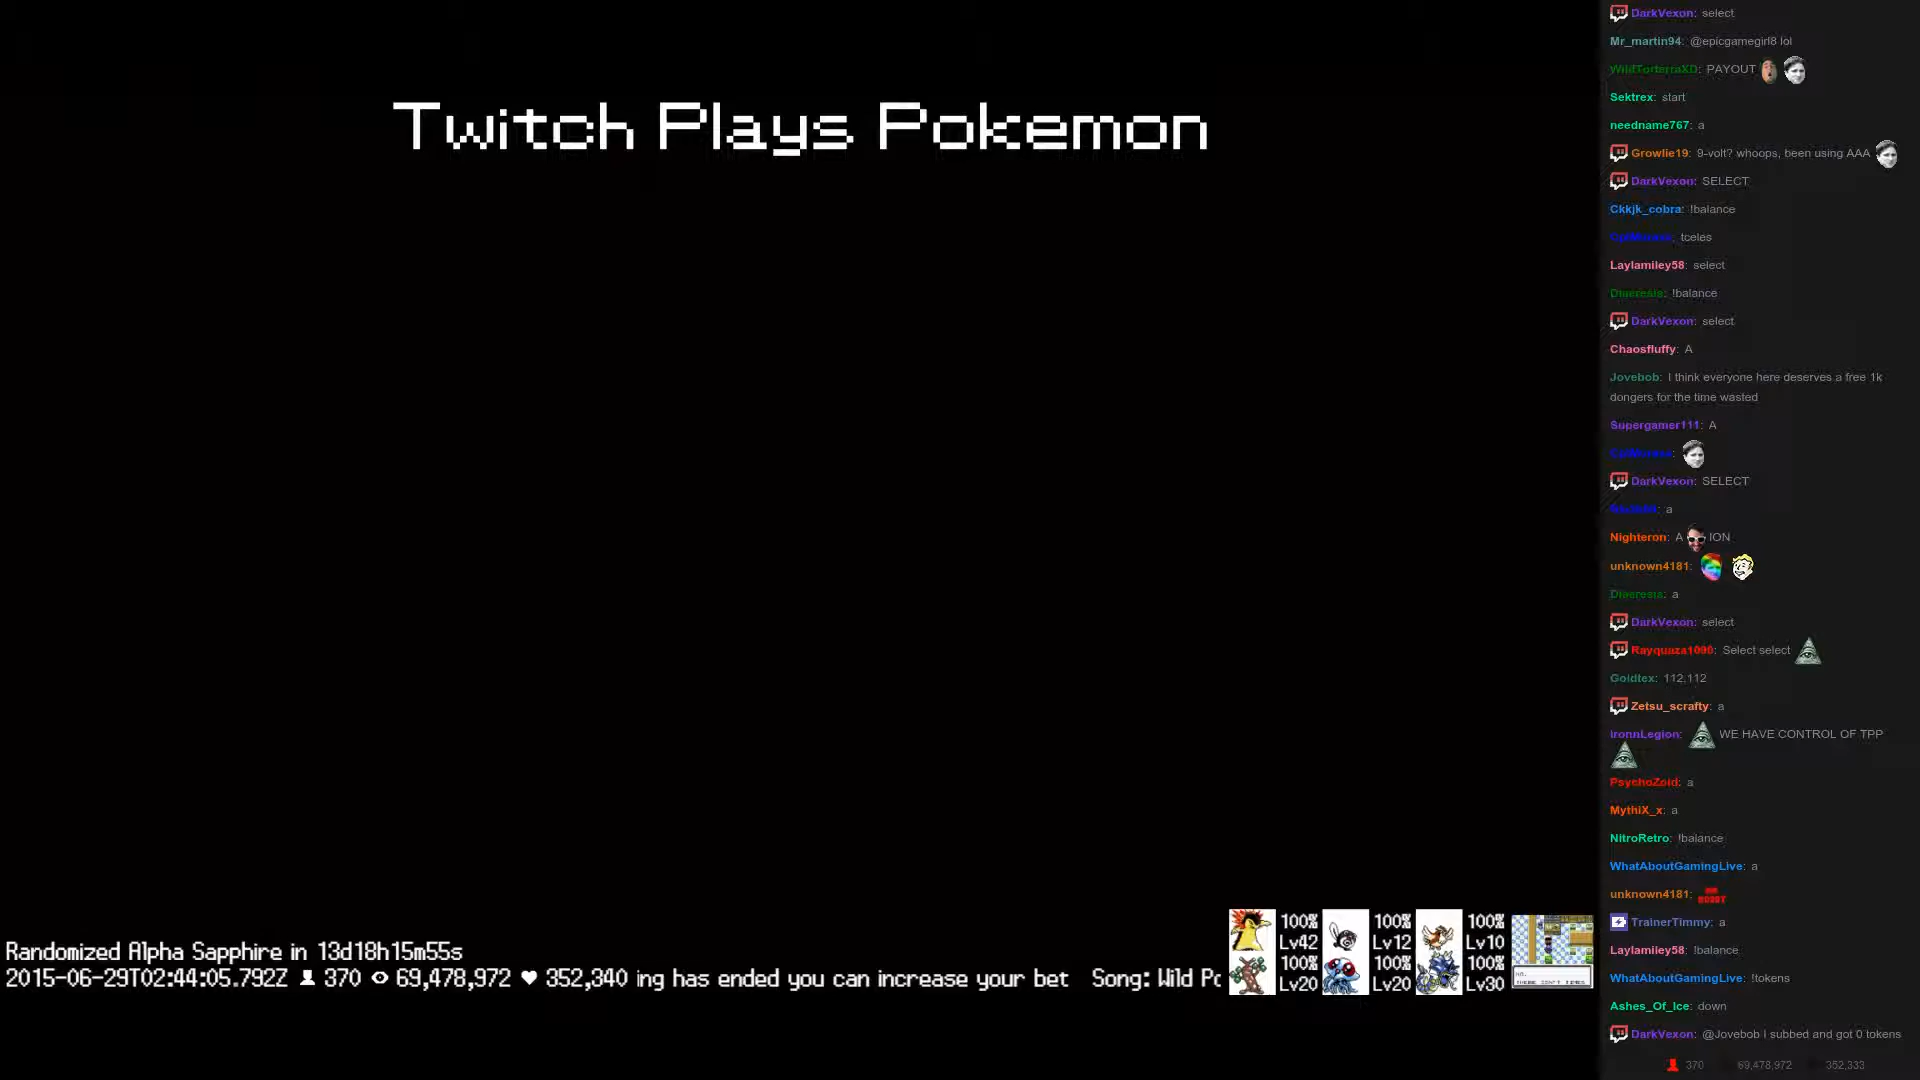 Twitch Plays Pokemon
Randomized Alpha Sapphire in 13d18h15m55s
2015-06-29T02:44:05.792Z 370 69,478,972 352,340 ing has ended you can increase your bet Song: Wild Po
100% Lv42 100% Lv12 100% Lv10
100% Lv20 100% Lv20 100% Lv30
DarkVexon: select
Mr_martin94: @epicgamegirl8 lol
WildTorterraXD: PAYOUT
Sektrex: start
needname767: a
Growlie19: 9-volt? whoops, been using AAA
DarkVexon: SELECT
Ckkjk_cobra: !balance
tceles
Laylamiley58: select
Diaeresis: !balance
DarkVexon: select
Chaosfluffy: A
Jovebob: I think everyone here deserves a free 1k
dongers for the time wasted
Supergamer111: A
DarkVexon: SELECT
a
Nighteron: A ION
unknown4181:
Diaeresis: a
DarkVexon: select
Rayquaza1090: Select select
Goldtex: 112,112
Zetsu_scrafty: a
IronnLegion: WE HAVE CONTROL OF TPP
PsychoZoid: a
MythiX_x: a
NitroRetro: !balance
WhatAboutGamingLive: a
unknown4181:
TrainerTimmy: a
Laylamiley58: !balance
WhatAboutGamingLive: !tokens
Ashes_Of_Ice: down
DarkVexon: @Jovebob I subbed and got 0 tokens
370 69,478,972 352,333